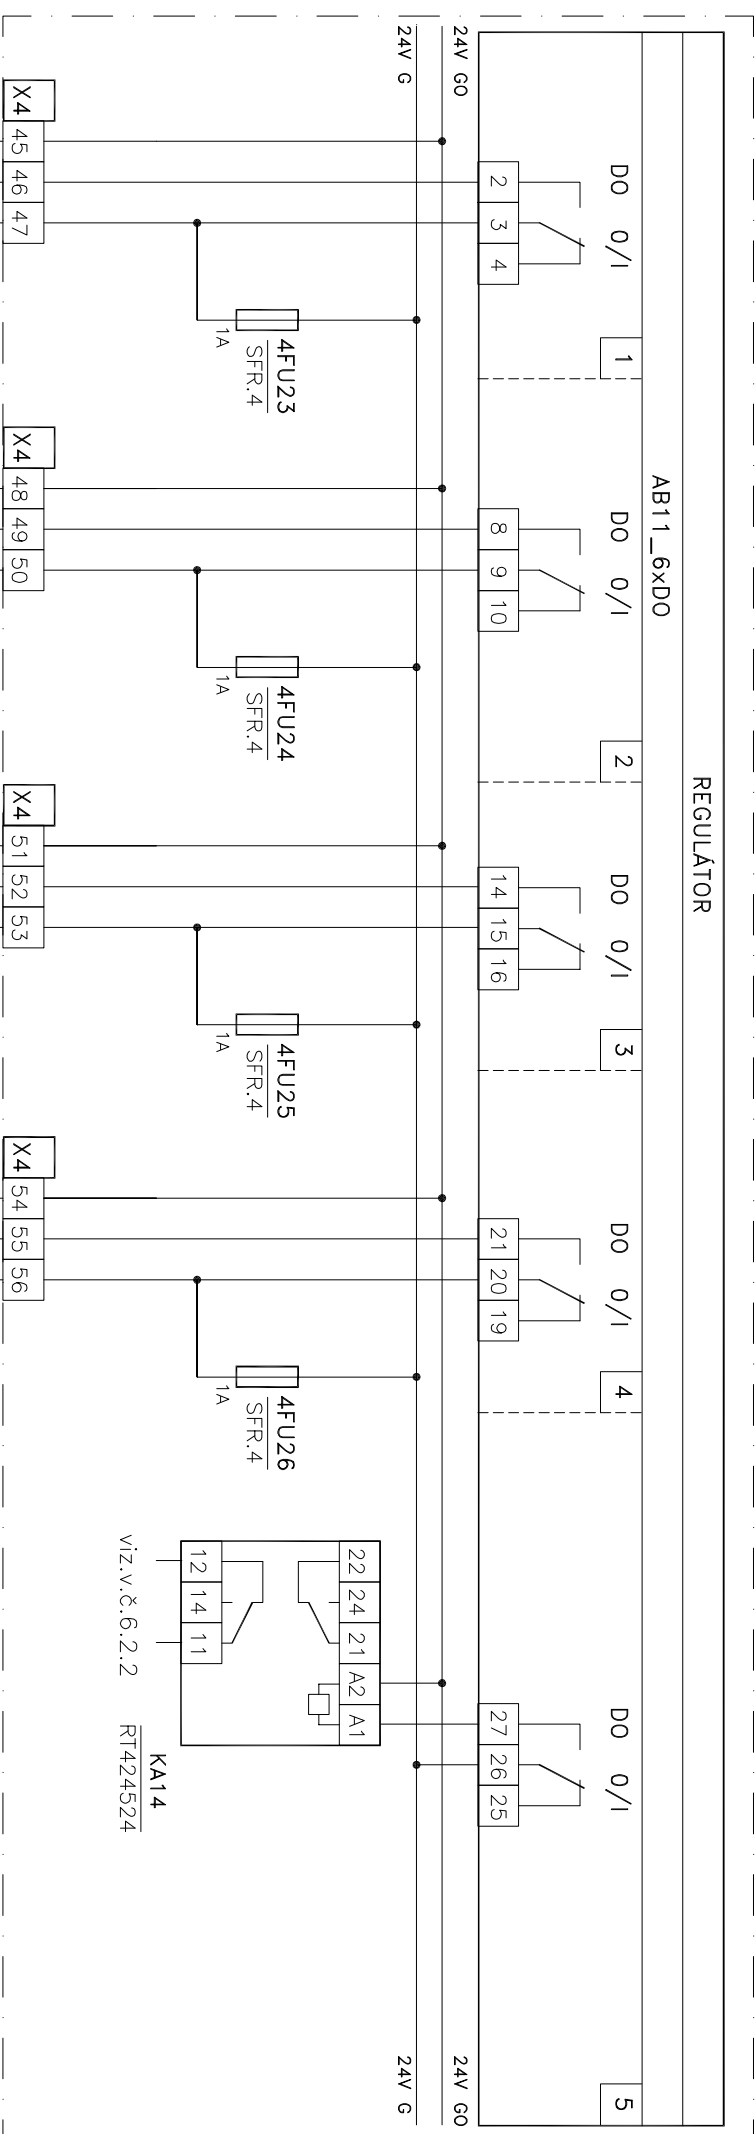 REGULÁTOR
AB11_6xDO
1
2
3
4
5
DO 0/I
DO 0/I
DO 0/I
DO 0/I
DO 0/I
2 3 4
8 9 10
14 15 16
21 20 19
27 26 25
24V G0
24V G0
24V G
24V G
4FU23
SFR.4
1A
4FU24
SFR.4
1A
4FU25
SFR.4
1A
4FU26
SFR.4
1A
22 24 21 A2 A1
12 14 11
KA14
RT424524
viz.v.č.6.2.2
X4 45 46 47
X4 48 49 50
X4 51 52 53
X4 54 55 56